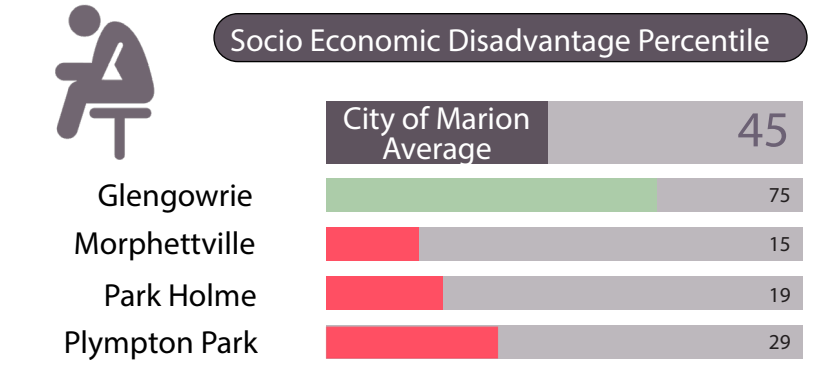 Socio Economic Disadvantage Percentile
City of Marion
Average
45
Glengowrie 75
Morphettville 15
Park Holme 19
Plympton Park 29